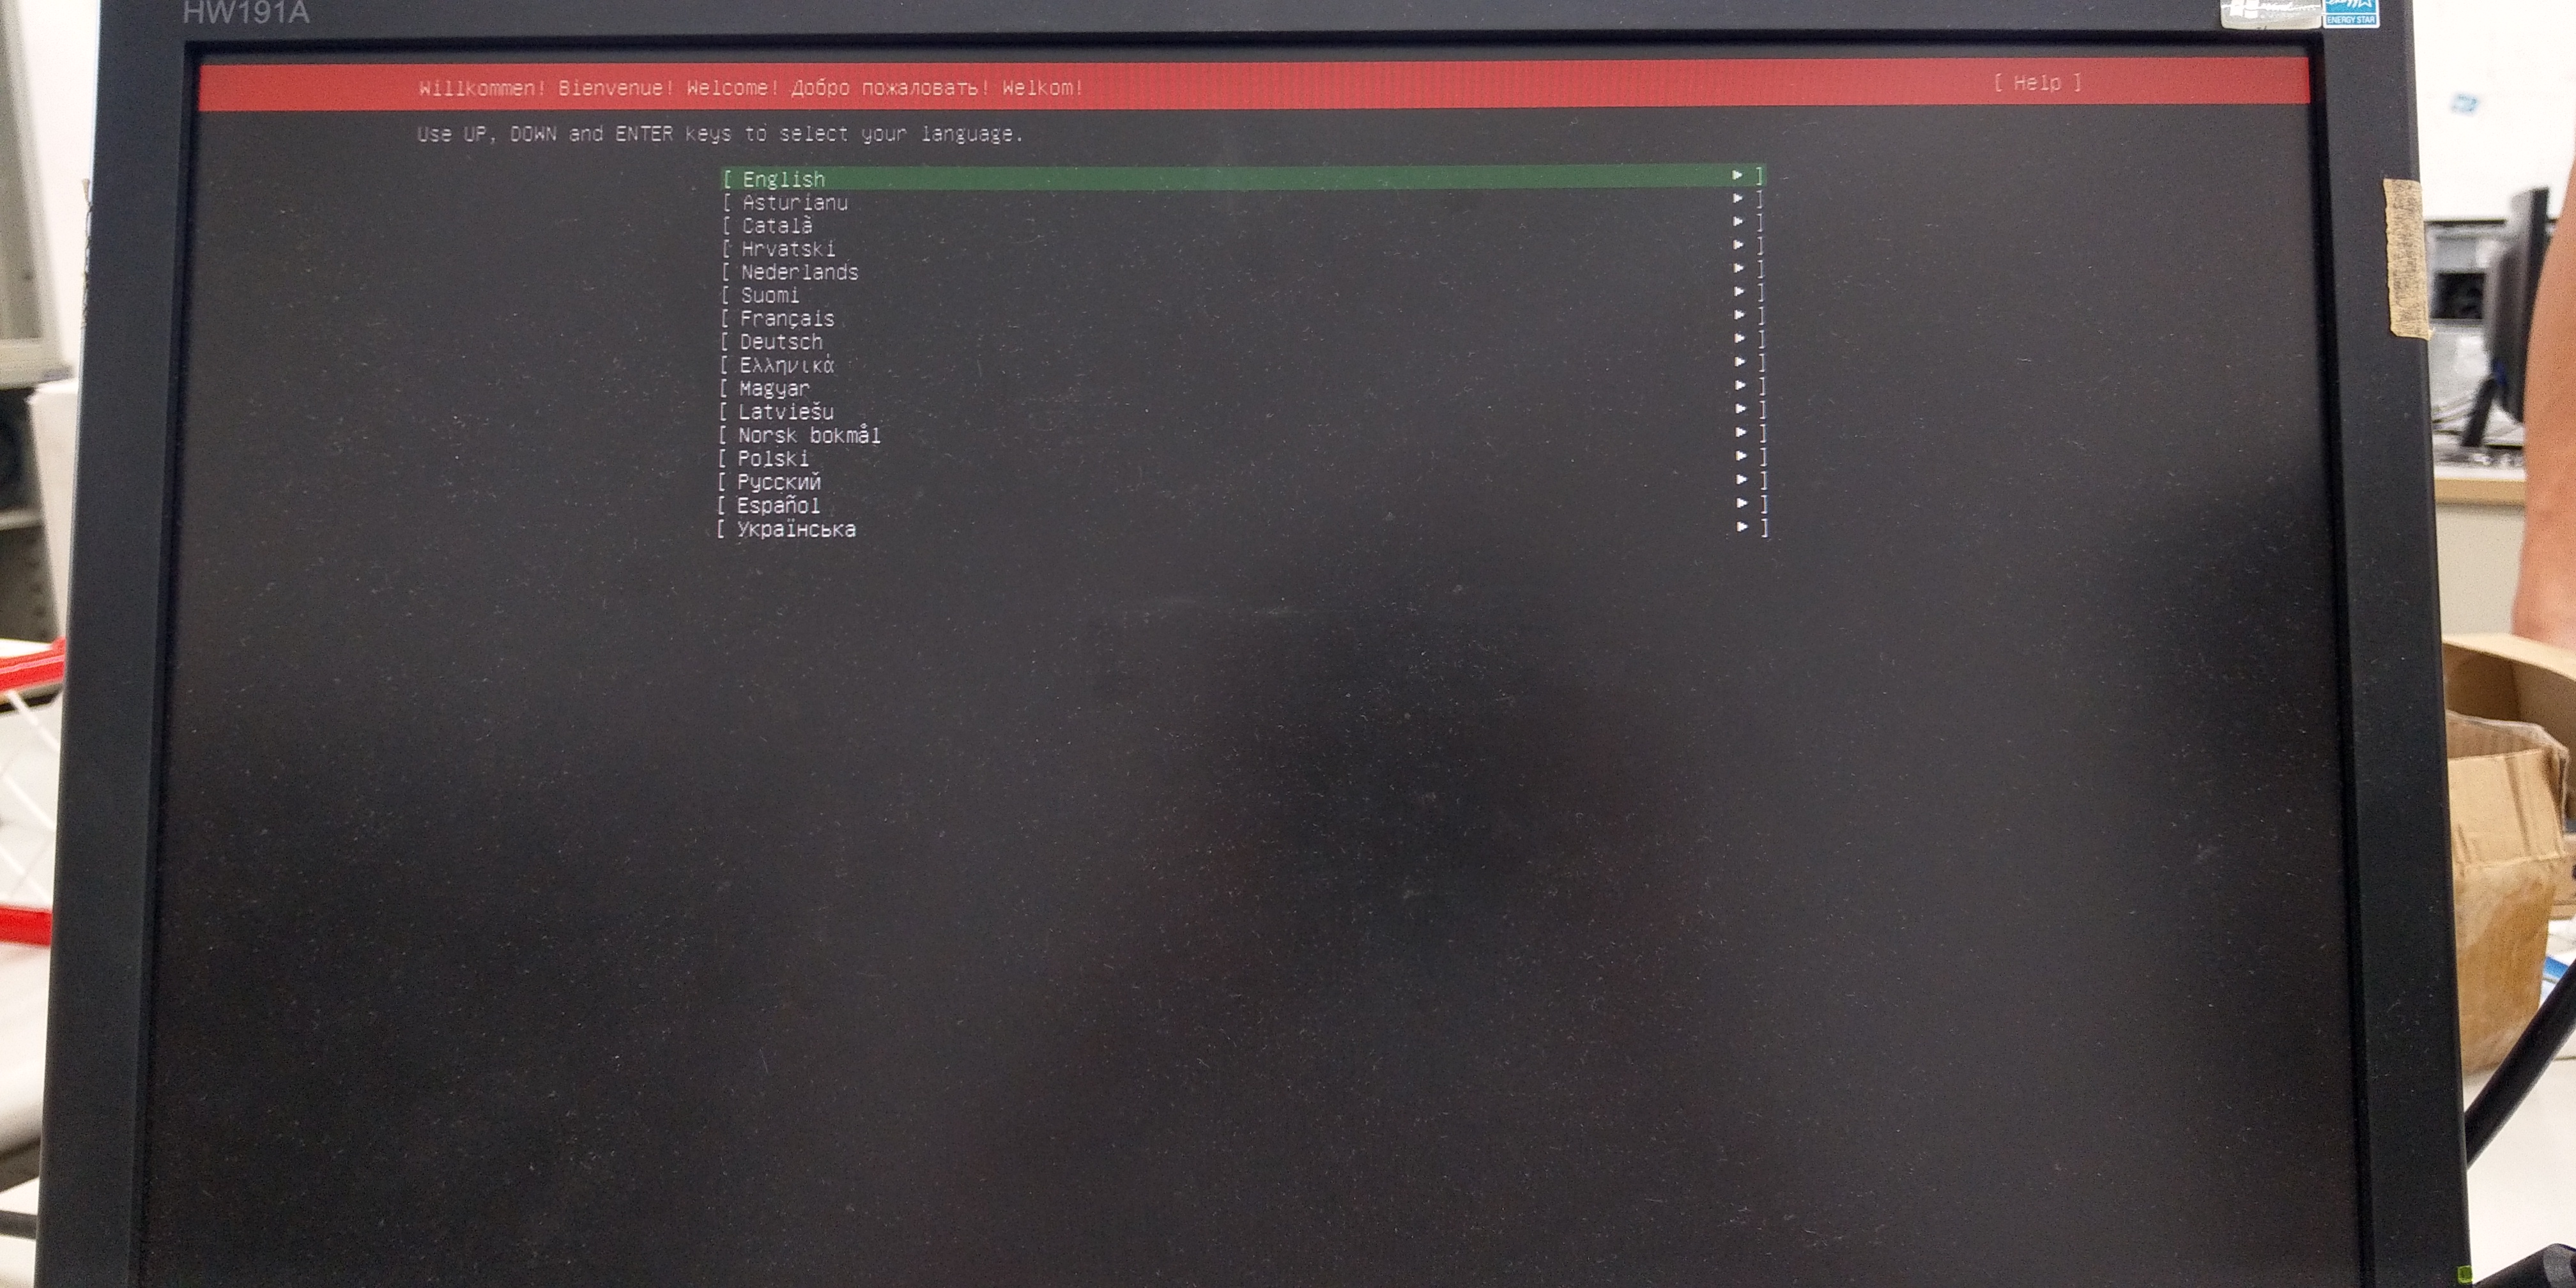 HW191A
ENERGY STAR
Willkommen! Bienvenue! Welcome! Добро пожаловать! Welkom!
[ Help ]
Use UP, DOWN and ENTER keys to select your language.
[ English ► ]
[ Asturianu ► ]
[ Català ► ]
[ Hrvatski ► ]
[ Nederlands ► ]
[ Suomi ► ]
[ Français ► ]
[ Deutsch ► ]
[ Ελληνικά ► ]
[ Magyar ► ]
[ Latviešu ► ]
[ Norsk bokmål ► ]
[ Polski ► ]
[ Русский ► ]
[ Español ► ]
[ Українська ► ]